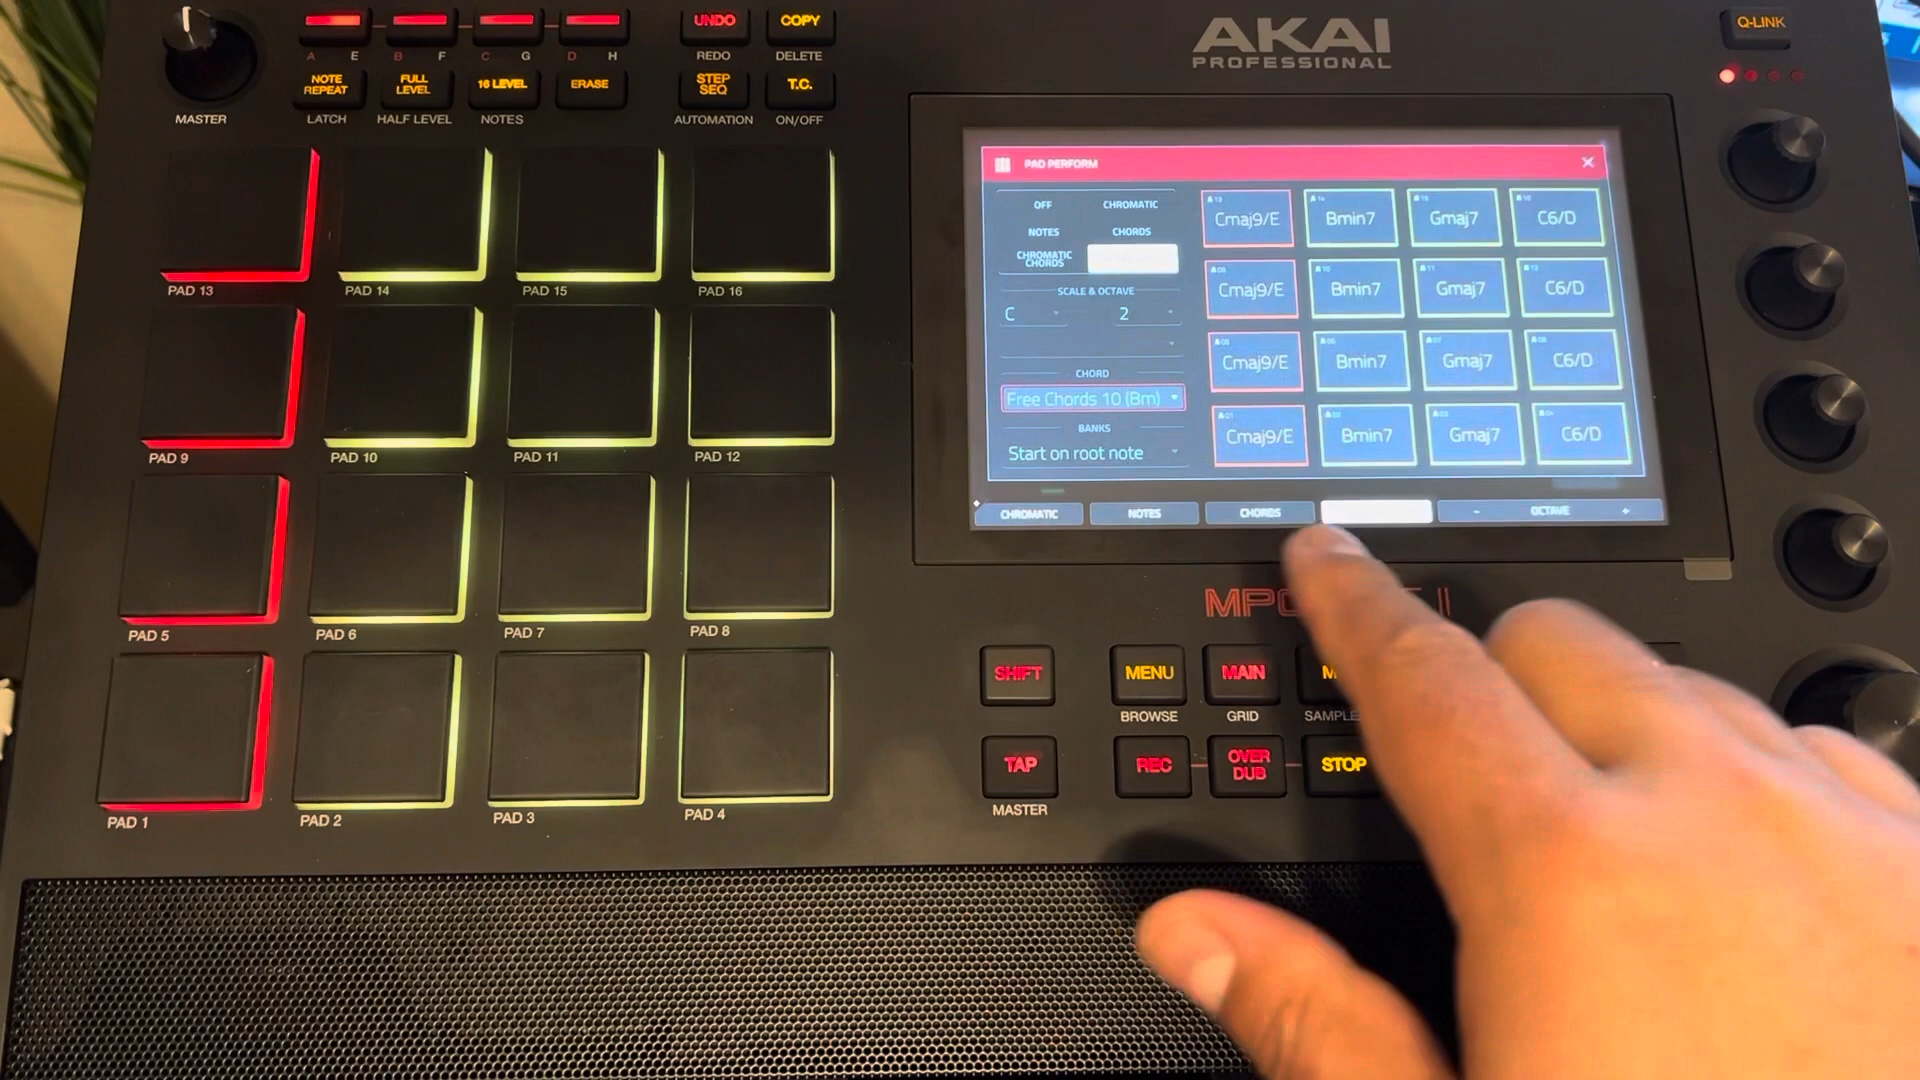 UNDO
COPY
Q-LINK
A E B F C G D H
REDO
DELETE
AKAI
PROFESSIONAL
NOTE REPEAT
FULL LEVEL
16 LEVEL
ERASE
STEP SEQ
T.C.
MASTER
LATCH
HALF LEVEL
NOTES
AUTOMATION
ON/OFF
PAD PERFORM
OFF
CHROMATIC
NOTES
CHORDS
CHROMATIC CHORDS
SCALE & OCTAVE
C
2
CHORD
Free Chords 10 (Bm)
BANKS
Start on root note
Cmaj9/E
Bmin7
Gmaj7
C6/D
Cmaj9/E
Bmin7
Gmaj7
C6/D
Cmaj9/E
Bmin7
Gmaj7
C6/D
Cmaj9/E
Bmin7
Gmaj7
C6/D
CHROMATIC
NOTES
CHORDS
- OCTAVE +
PAD 13
PAD 14
PAD 15
PAD 16
PAD 9
PAD 10
PAD 11
PAD 12
PAD 5
PAD 6
PAD 7
PAD 8
PAD 1
PAD 2
PAD 3
PAD 4
SHIFT
MENU
MAIN
BROWSE
GRID
TAP
REC
OVER DUB
STOP
MASTER